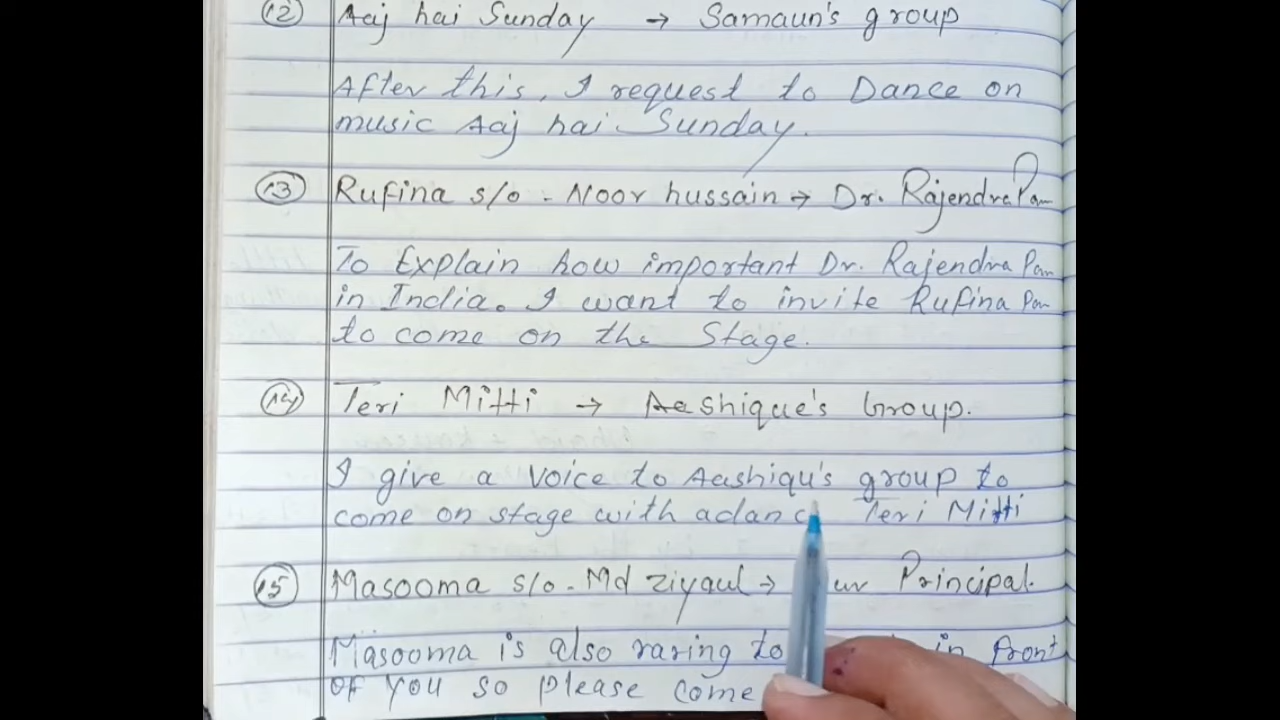 12 Aaj hai Sunday → Samaun's group
After this, I request to Dance on
music Aaj hai Sunday.
13 Rufina s/o - Noor hussain → Dr. Rajendra
To Explain how important Dr. Rajendra
in India. I want to invite Rufina
to come on the Stage.
14 Teri Mitti → Aashique's Group.
I give a voice to Aashiqu's group to
come on stage with a Teri Mitti
15 Masooma s/o - Md ziyaul → Principal.
Masooma is also raring to in front
of you so please come